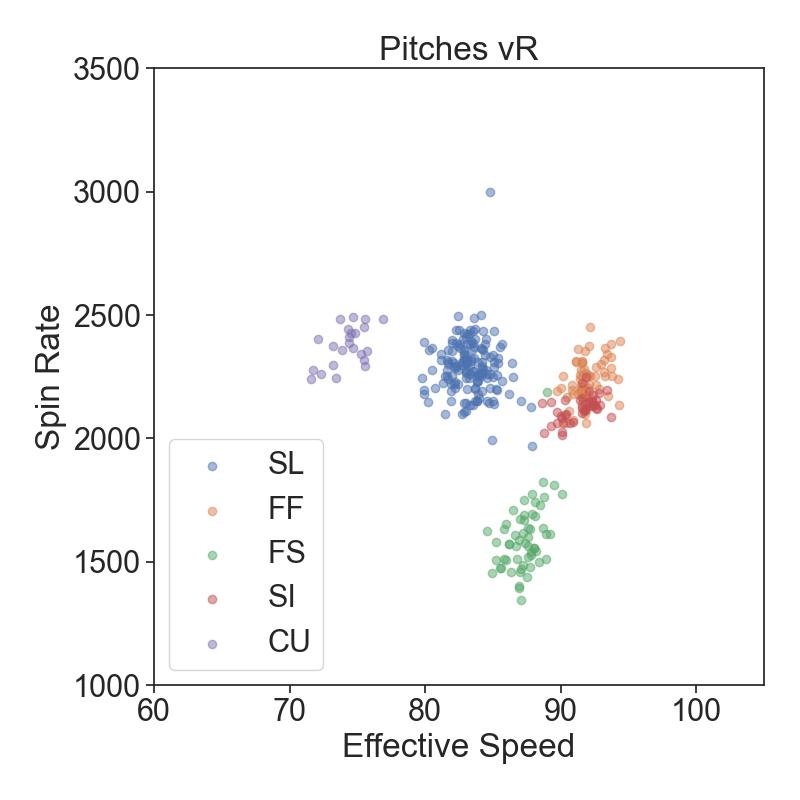 Pitches vR
3500
3000
2500
2000
1500
1000
Spin Rate
SL
FF
FS
SI
CU
60 70 80 90 100
Effective Speed